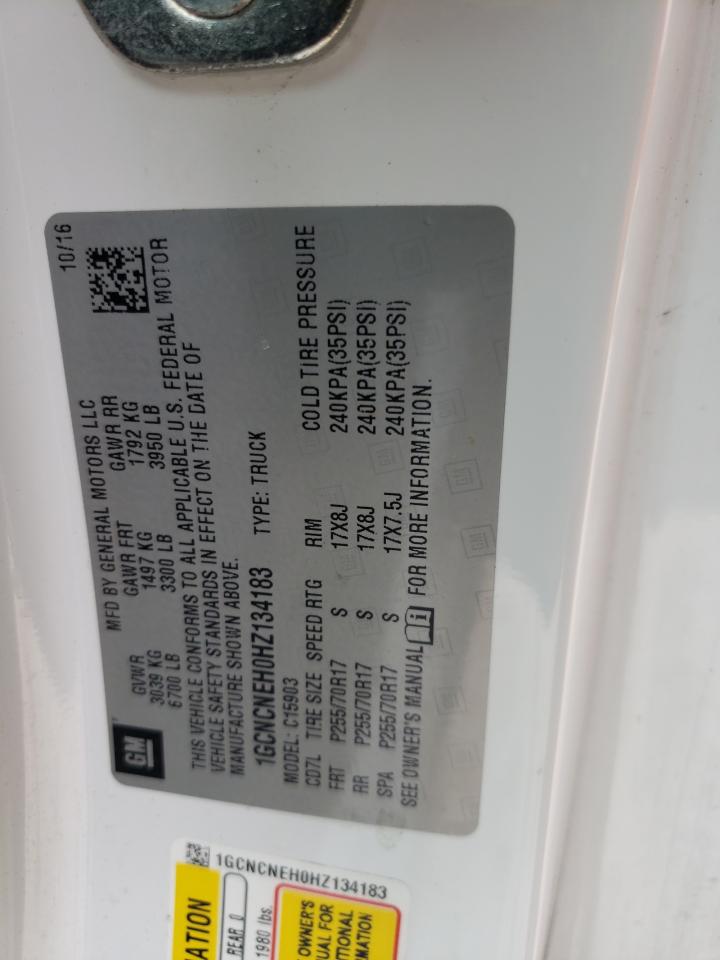 MFD BY GENERAL MOTORS LLC 10/16
GM
GVWR GAWR FRT GAWR RR
3039 KG 1497 KG 1792 KG
6700 LB 3300 LB 3950 LB
THIS VEHICLE CONFORMS TO ALL APPLICABLE U.S. FEDERAL MOTOR
VEHICLE SAFETY STANDARDS IN EFFECT ON THE DATE OF
MANUFACTURE SHOWN ABOVE.
1GCNCNEH0HZ134183 TYPE: TRUCK
MODEL: C15903
CD7L TIRE SIZE SPEED RTG RIM COLD TIRE PRESSURE
FRT P255/70R17 S 17X8J 240KPA(35PSI)
RR P255/70R17 S 17X8J 240KPA(35PSI)
SPA P255/70R17 S 17X7.5J 240KPA(35PSI)
SEE OWNER'S MANUAL FOR MORE INFORMATION.
1GCNCNEH0HZ134183
REAR 0
1980 lbs.
OWNER'S
FOR